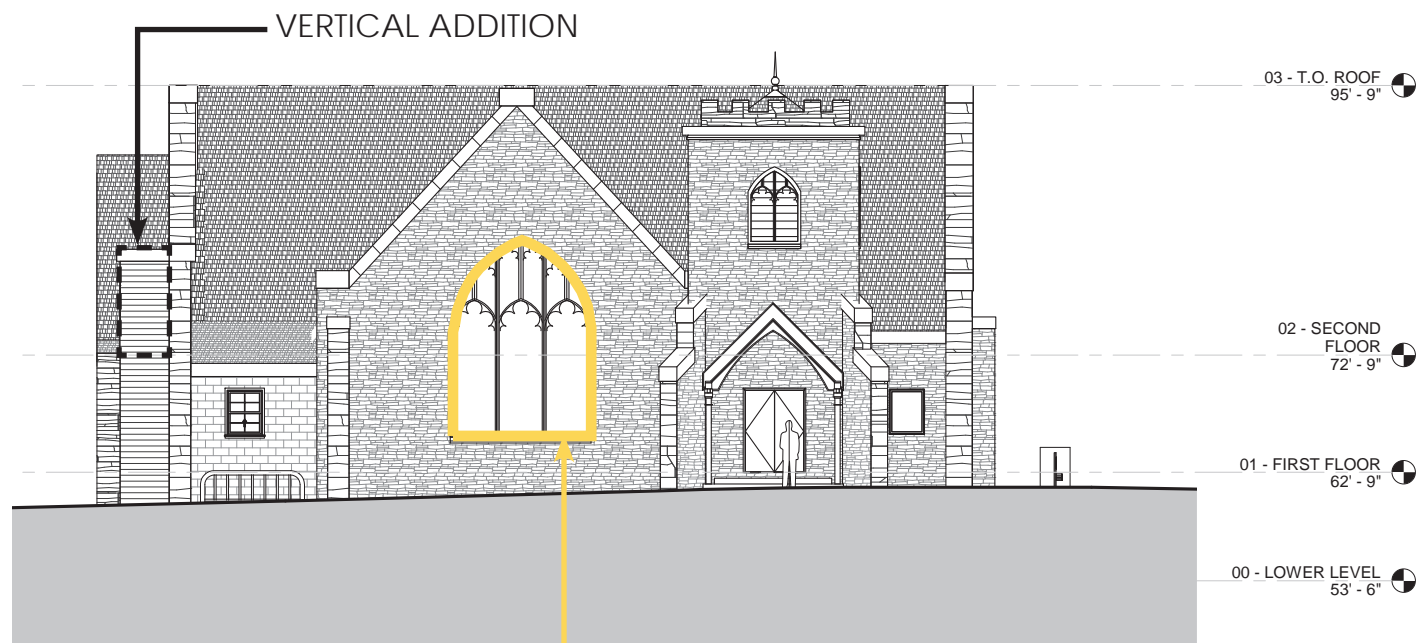 VERTICAL ADDITION
03 - T.O. ROOF
95' - 9"
02 - SECOND
FLOOR
72' - 9"
01 - FIRST FLOOR
62' - 9"
00 - LOWER LEVEL
53' - 6"